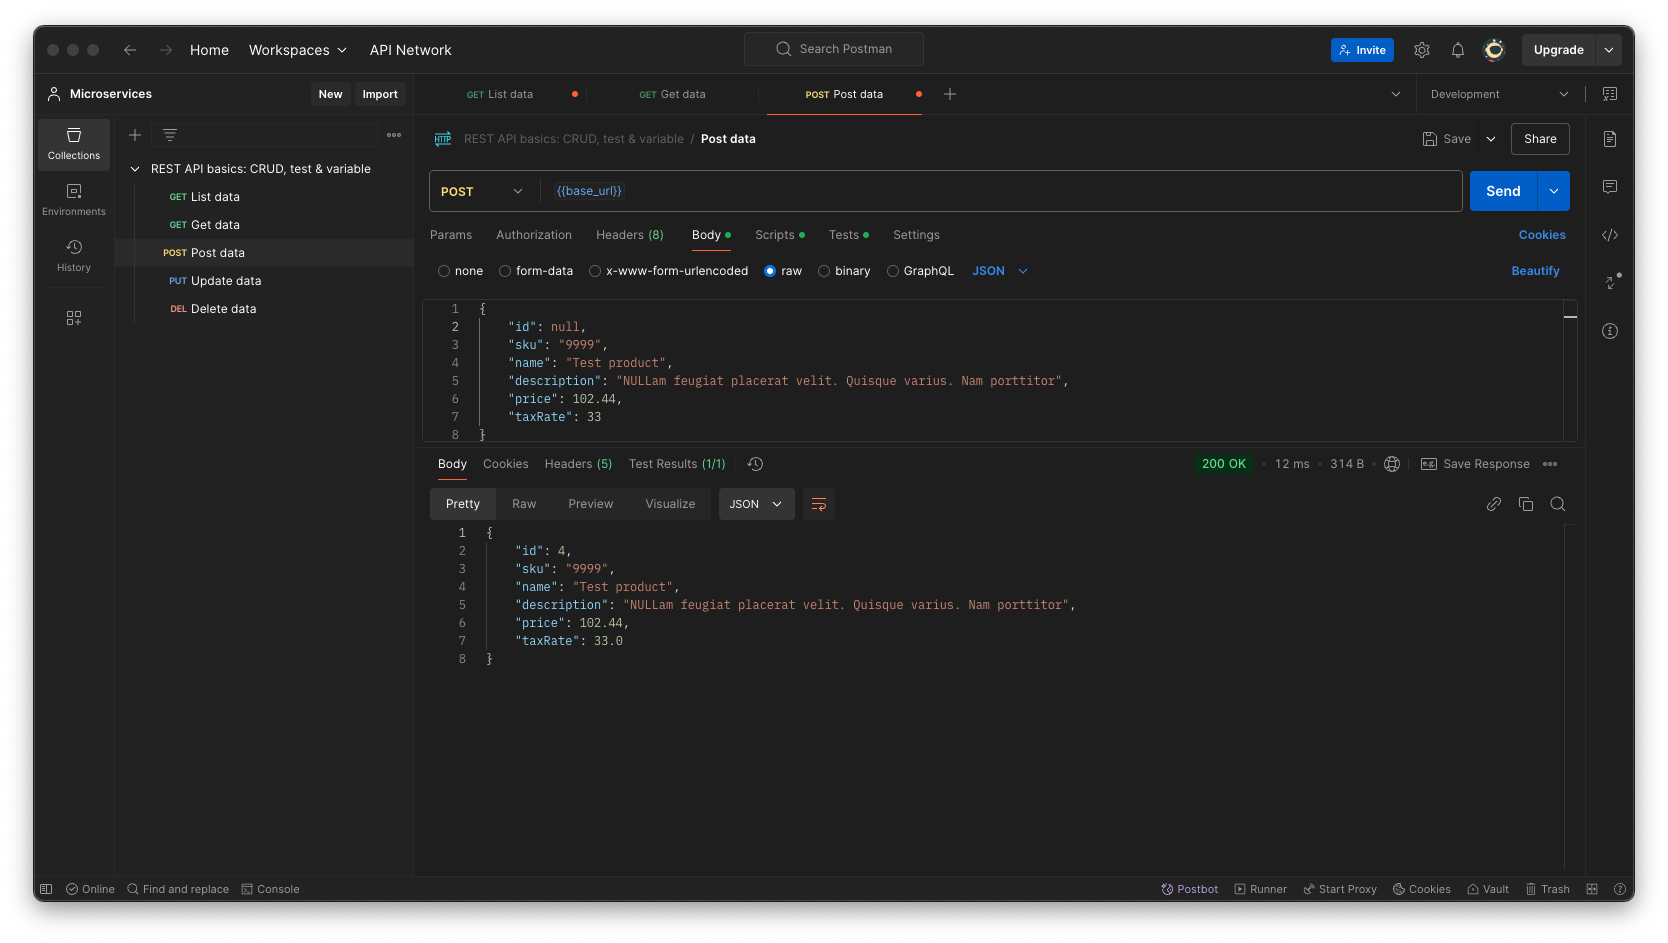 Home Workspaces API Network Search Postman Invite Upgrade
Microservices New Import GET List data GET Get data POST Post data Development
Collections
Environments
History
REST API basics: CRUD, test & variable
GET List data
GET Get data
POST Post data
PUT Update data
DEL Delete data
HTTP REST API basics: CRUD, test & variable / Post data Save Share
POST {{base_url}} Send
Params Authorization Headers (8) Body Scripts Tests Settings Cookies
none form-data x-www-form-urlencoded raw binary GraphQL JSON Beautify
1 {
2 "id": null,
3 "sku": "9999",
4 "name": "Test product",
5 "description": "NULLam feugiat placerat velit. Quisque varius. Nam porttitor",
6 "price": 102.44,
7 "taxRate": 33
8 }
Body Cookies Headers (5) Test Results (1/1) 200 OK 12 ms 314 B e.g. Save Response
Pretty Raw Preview Visualize JSON
1 {
2 "id": 4,
3 "sku": "9999",
4 "name": "Test product",
5 "description": "NULLam feugiat placerat velit. Quisque varius. Nam porttitor",
6 "price": 102.44,
7 "taxRate": 33.0
8 }
Online Find and replace Console Postbot Runner Start Proxy Cookies Vault Trash